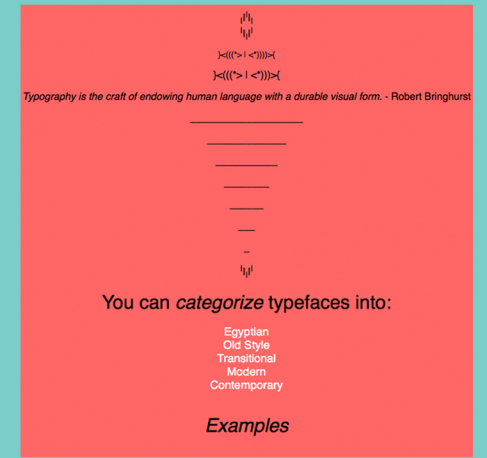 }<(((*> | <*))))>{
}<(((*> | <*)))>{
Typography is the craft of endowing human language with a durable visual form. - Robert Bringhurst
You can categorize typefaces into:
Egyptian
Old Style
Transitional
Modern
Contemporary
Examples